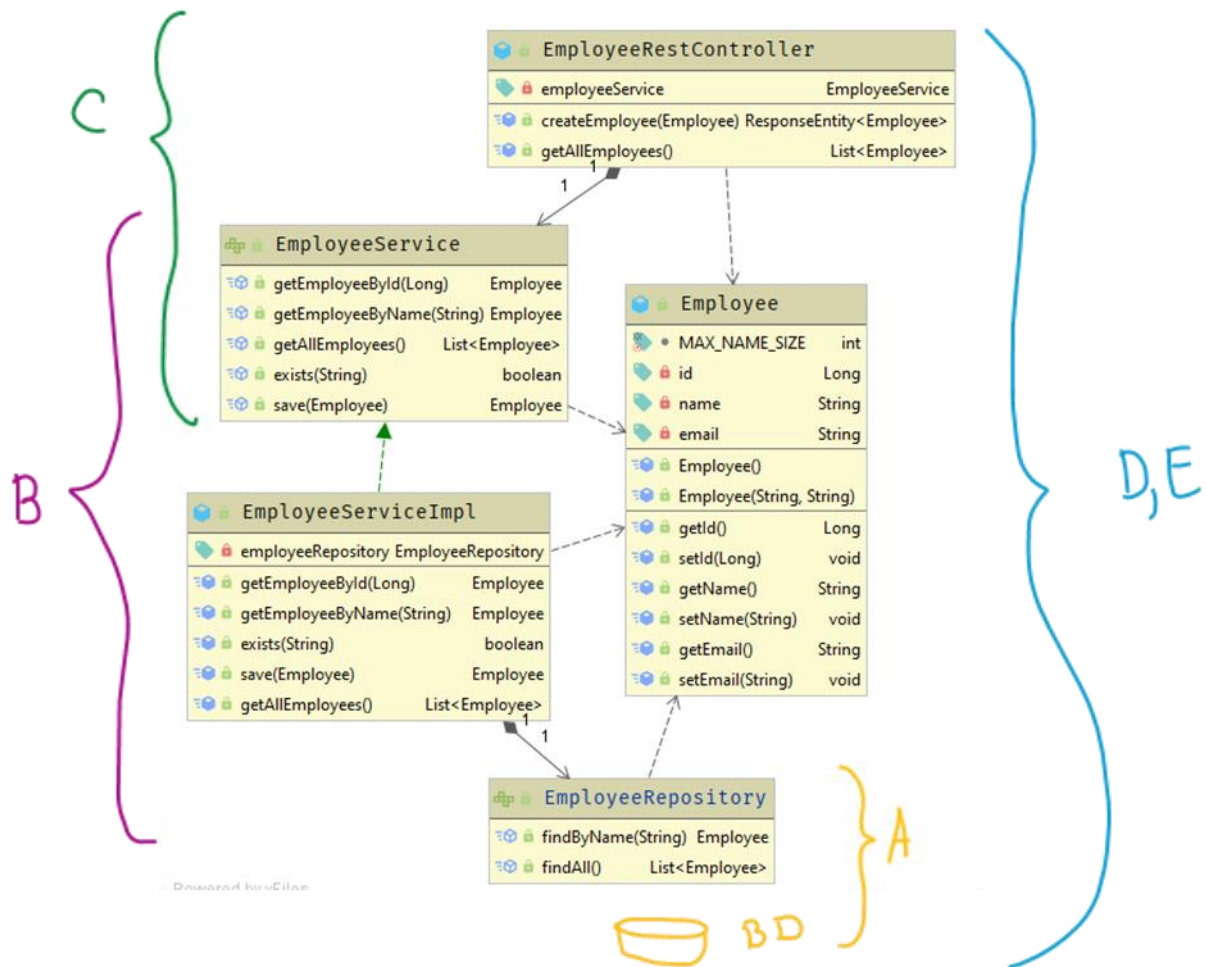 EmployeeRestController
employeeService EmployeeService
createEmployee(Employee) ResponseEntity<Employee>
getAllEmployees() List<Employee>
1
1
C
EmployeeService
getEmployeeById(Long) Employee
getEmployeeByName(String) Employee
getAllEmployees() List<Employee>
exists(String) boolean
save(Employee) Employee
Employee
MAX_NAME_SIZE int
id Long
name String
email String
Employee()
Employee(String, String)
getId() Long
setId(Long) void
getName() String
setName(String) void
getEmail() String
setEmail(String) void
B
D,E
EmployeeServiceImpl
employeeRepository EmployeeRepository
getEmployeeById(Long) Employee
getEmployeeByName(String) Employee
exists(String) boolean
save(Employee) Employee
getAllEmployees() List<Employee>
1
1
EmployeeRepository
findByName(String) Employee
findAll() List<Employee>
A
Powered by yFiles
BD